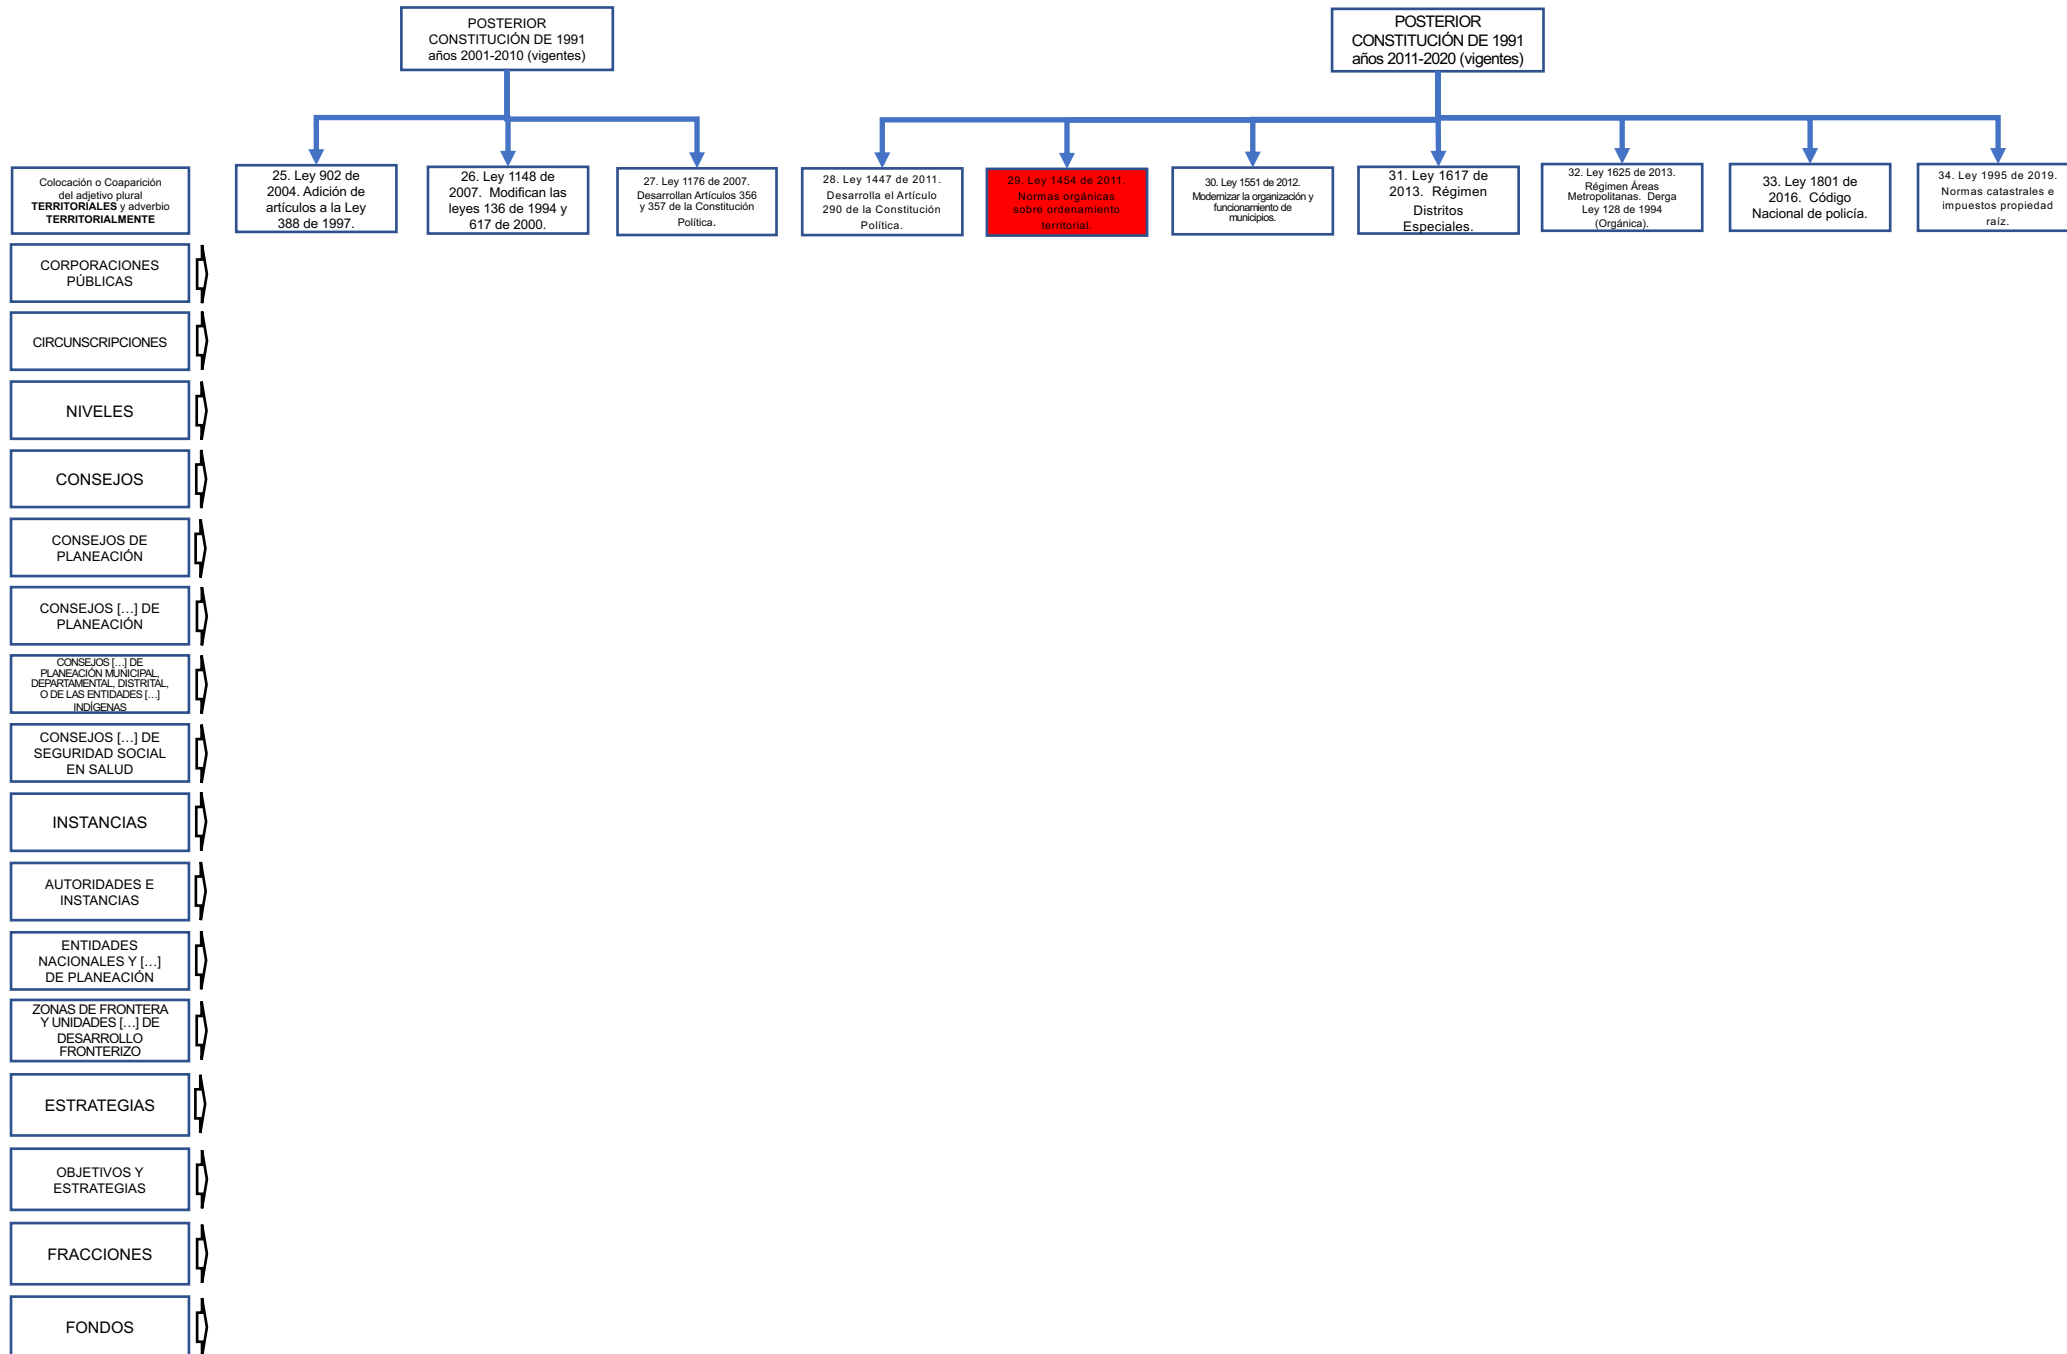 POSTERIOR
CONSTITUCIÓN DE 1991
años 2001-2010 (vigentes)
POSTERIOR
CONSTITUCIÓN DE 1991
años 2011-2020 (vigentes)
Colocación o Coaparición
del adjetivo plural
TERRITORIALES y adverbio
TERRITORIALMENTE
25. Ley 902 de
2004. Adición de
artículos a la Ley
388 de 1997.
26. Ley 1148 de
2007. Modifican las
leyes 136 de 1994 y
617 de 2000.
27. Ley 1176 de 2007.
Desarrollan Artículos 356
y 357 de la Constitución
Política.
28. Ley 1447 de 2011.
Desarrolla el Artículo
290 de la Constitución
Política.
29. Ley 1454 de 2011.
Normas orgánicas
sobre ordenamiento
territorial.
30. Ley 1551 de 2012.
Modernizar la organización y
funcionamiento de
municipios.
31. Ley 1617 de
2013. Régimen
Distritos
Especiales.
32. Ley 1625 de 2013.
Régimen Áreas
Metropolitanas. Derga
Ley 128 de 1994
(Orgánica).
33. Ley 1801 de
2016. Código
Nacional de policía.
34. Ley 1995 de 2019.
Normas catastrales e
impuestos propiedad
raíz.
CORPORACIONES
PÚBLICAS
CIRCUNSCRIPCIONES
NIVELES
CONSEJOS
CONSEJOS DE
PLANEACIÓN
CONSEJOS […] DE
PLANEACIÓN
CONSEJOS […] DE
PLANEACIÓN MUNICIPAL,
DEPARTAMENTAL, DISTRITAL,
O DE LAS ENTIDADES […]
INDÍGENAS
CONSEJOS […] DE
SEGURIDAD SOCIAL
EN SALUD
INSTANCIAS
AUTORIDADES E
INSTANCIAS
ENTIDADES
NACIONALES Y […]
DE PLANEACIÓN
ZONAS DE FRONTERA
Y UNIDADES […] DE
DESARROLLO
FRONTERIZO
ESTRATEGIAS
OBJETIVOS Y
ESTRATEGIAS
FRACCIONES
FONDOS